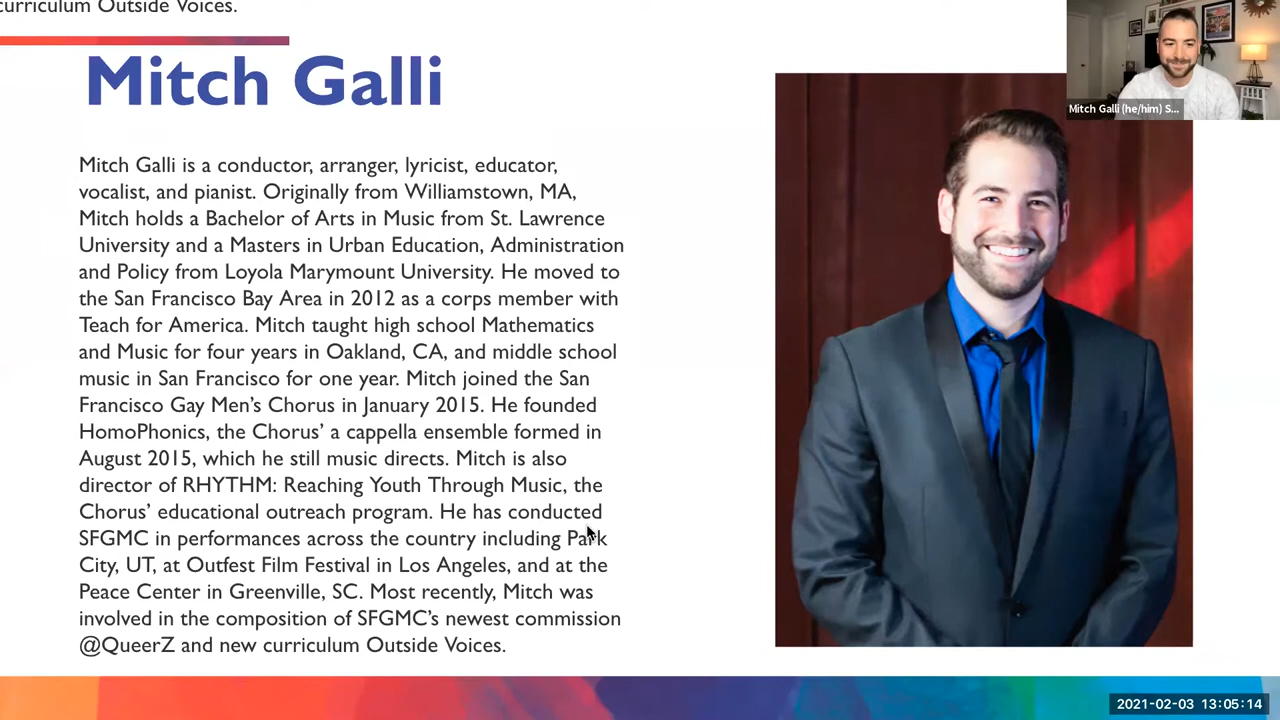 curriculum Outside Voices.
Mitch Galli
Mitch Galli (he/him) S...
Mitch Galli is a conductor, arranger, lyricist, educator,
vocalist, and pianist. Originally from Williamstown, MA,
Mitch holds a Bachelor of Arts in Music from St. Lawrence
University and a Masters in Urban Education, Administration
and Policy from Loyola Marymount University. He moved to
the San Francisco Bay Area in 2012 as a corps member with
Teach for America. Mitch taught high school Mathematics
and Music for four years in Oakland, CA, and middle school
music in San Francisco for one year. Mitch joined the San
Francisco Gay Men's Chorus in January 2015. He founded
HomoPhonics, the Chorus' a cappella ensemble formed in
August 2015, which he still music directs. Mitch is also
director of RHYTHM: Reaching Youth Through Music, the
Chorus' educational outreach program. He has conducted
SFGMC in performances across the country including Park
City, UT, at Outfest Film Festival in Los Angeles, and at the
Peace Center in Greenville, SC. Most recently, Mitch was
involved in the composition of SFGMC's newest commission
@QueerZ and new curriculum Outside Voices.
2021-02-03 13:05:14